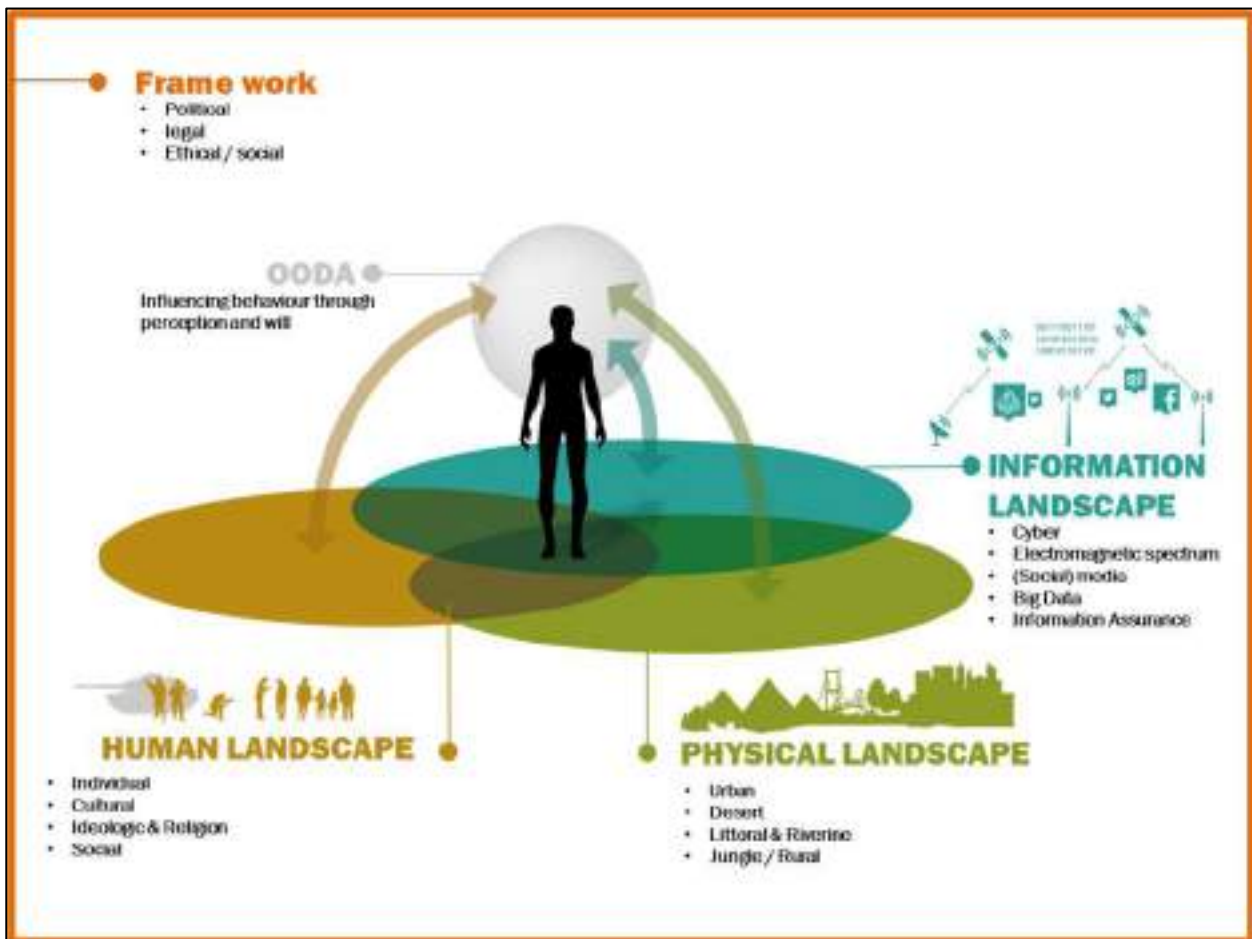 Frame work
• Political
• legal
• Ethical / social
OODA
Influencing behaviour through
perception and will
INFORMATION
LANDSCAPE
• Cyber
• Electromagnetic spectrum
• (Social) media
• Big Data
• Information Assurance
HUMAN LANDSCAPE
• Individual
• Cultural
• Ideologic & Religion
• Social
PHYSICAL LANDSCAPE
• Urban
• Desert
• Littoral & Riverine
• Jungle / Rural